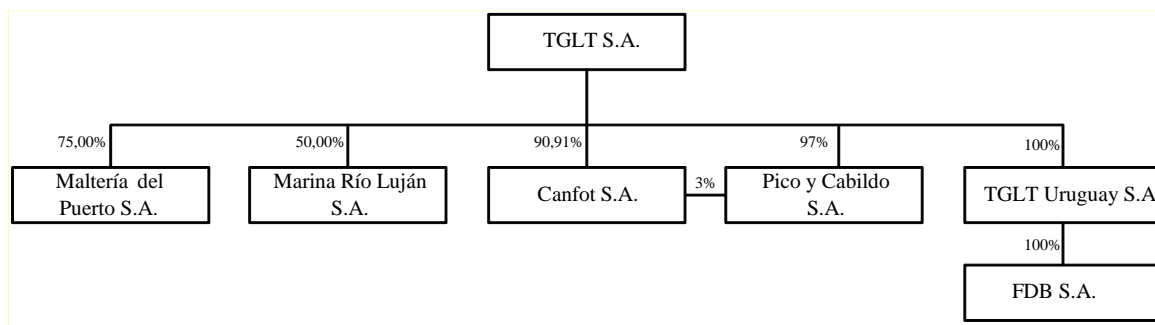 TGLT S.A.
75,00%
50,00%
90,91%
97%
100%
Maltería del
Puerto S.A.
Marina Río Luján
S.A.
Canfot S.A.
3%
Pico y Cabildo
S.A.
TGLT Uruguay S.A
100%
FDB S.A.